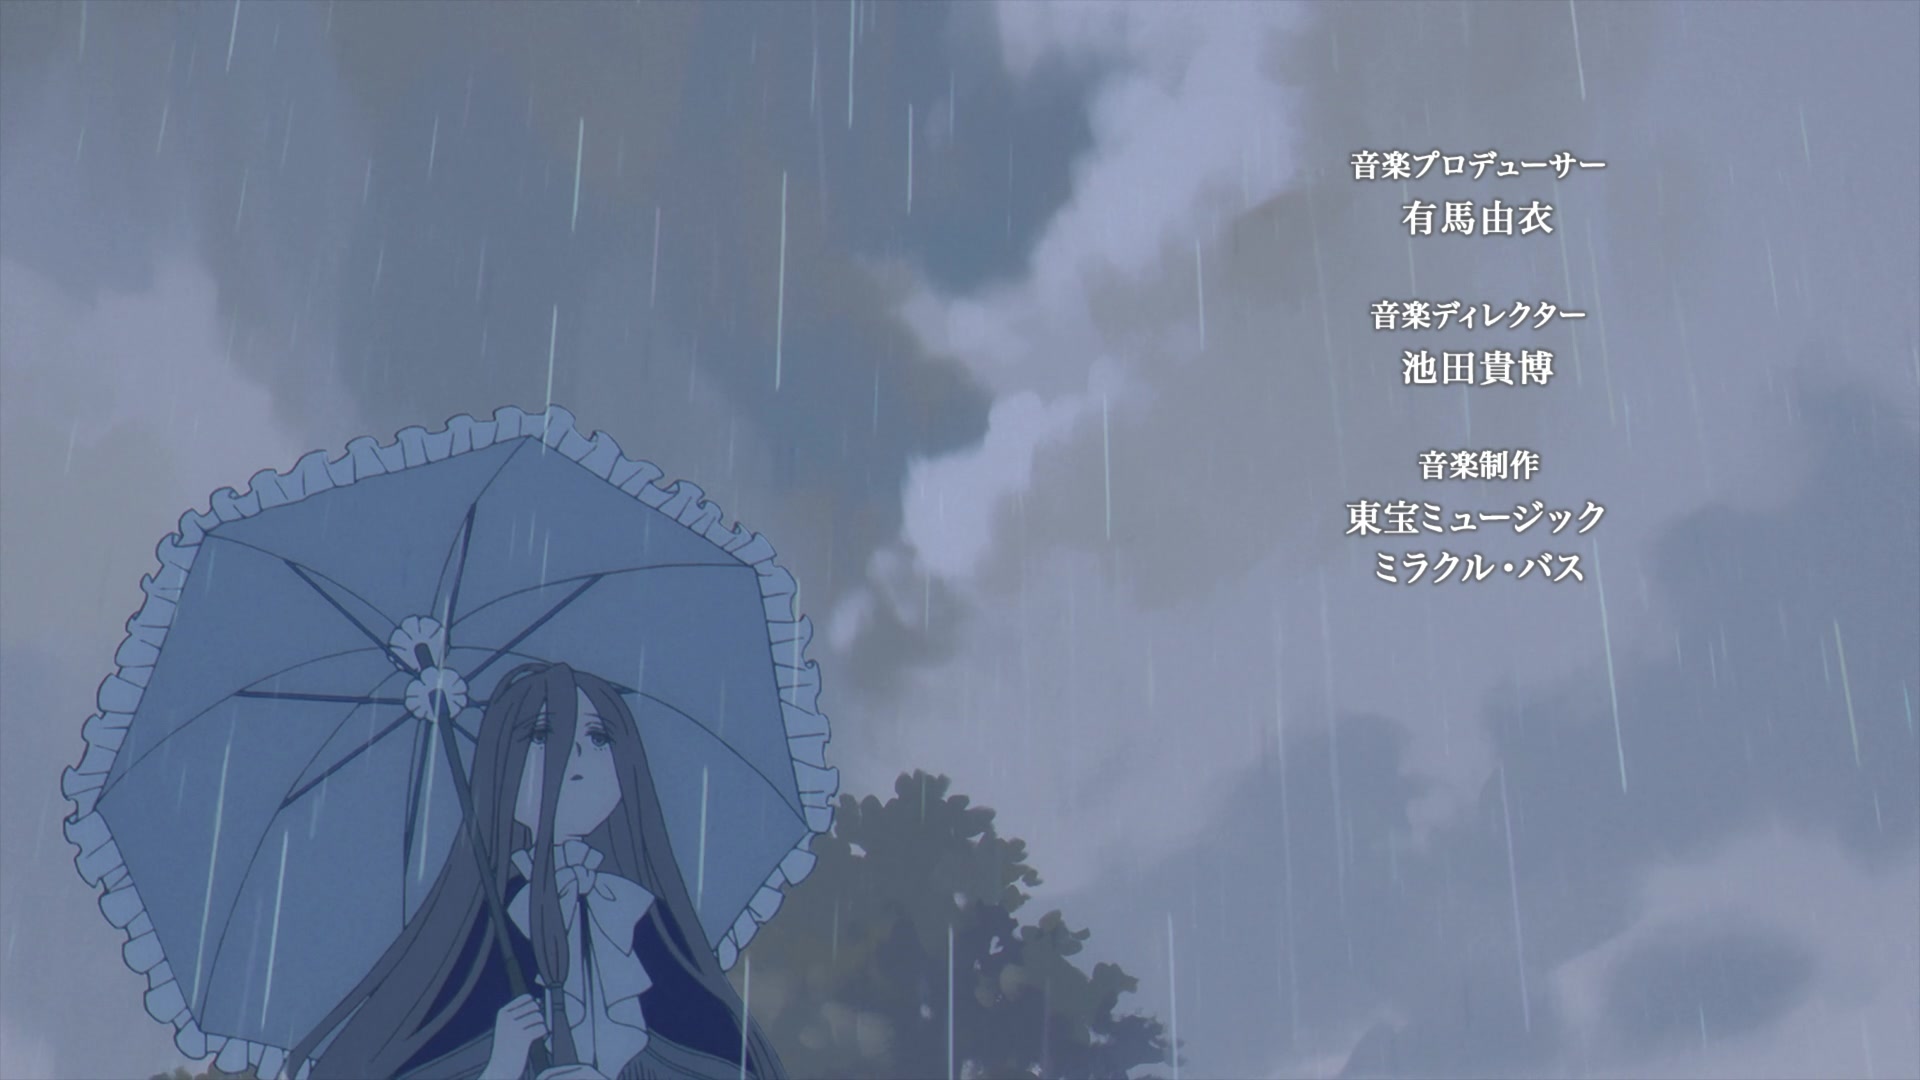 音楽プロデューサー
有馬由衣
音楽ディレクター
池田貴博
音楽制作
東宝ミュージック
ミラクル・バス